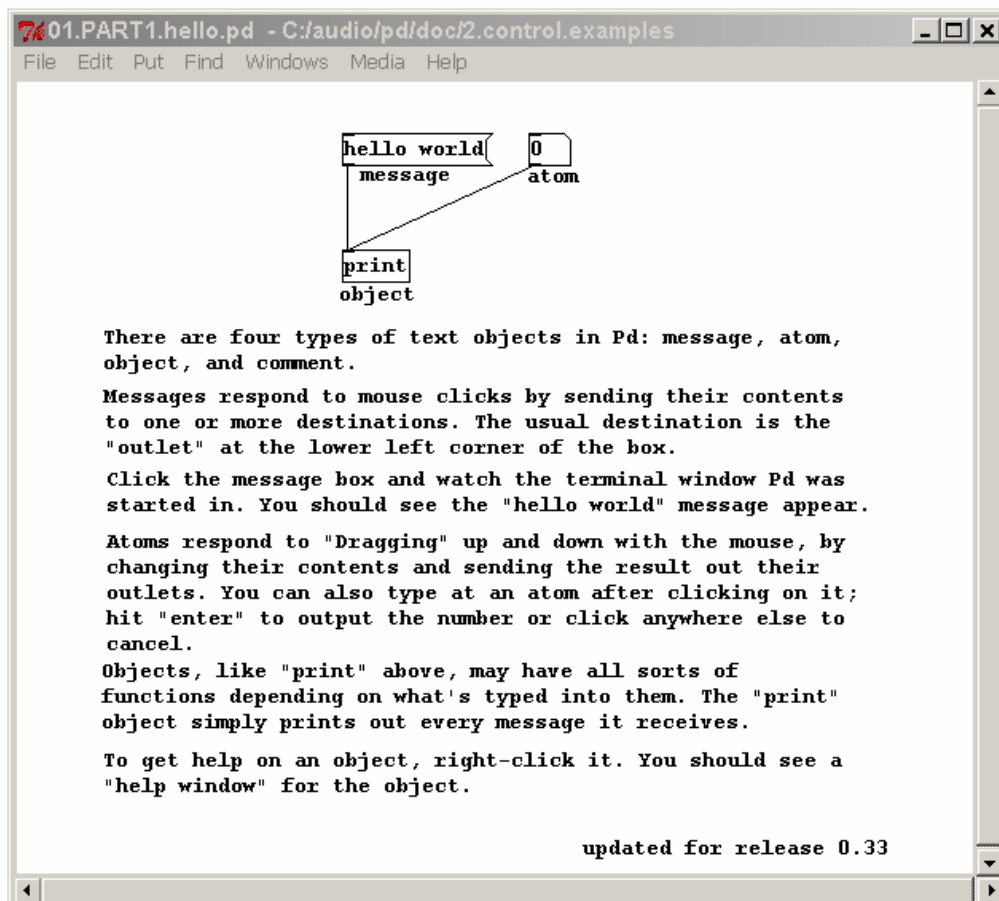 01.PART1.hello.pd - C:/audio/pd/doc/2.control.examples
File Edit Put Find Windows Media Help
hello world 0
message atom
print
object
There are four types of text objects in Pd: message, atom,
object, and comment.
Messages respond to mouse clicks by sending their contents
to one or more destinations. The usual destination is the
"outlet" at the lower left corner of the box.
Click the message box and watch the terminal window Pd was
started in. You should see the "hello world" message appear.
Atoms respond to "Dragging" up and down with the mouse, by
changing their contents and sending the result out their
outlets. You can also type at an atom after clicking on it;
hit "enter" to output the number or click anywhere else to
cancel.
Objects, like "print" above, may have all sorts of
functions depending on what's typed into them. The "print"
object simply prints out every message it receives.
To get help on an object, right-click it. You should see a
"help window" for the object.
updated for release 0.33